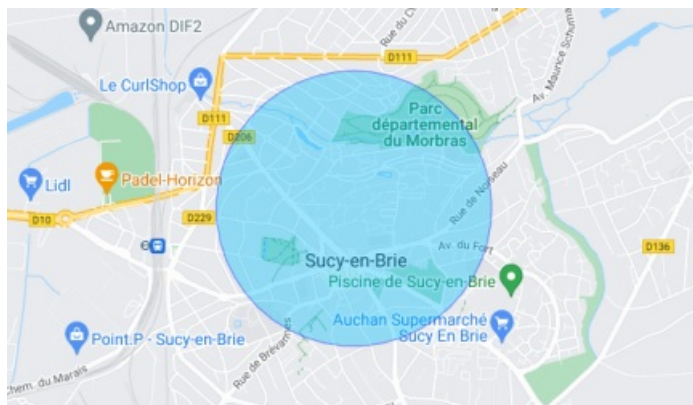 Amazon DIF2
Rue du C
D111
Av. Maurice Schuma
Le CurlShop
Parc
départemental
du Morbras
D111
D206
Lidl
Padel-Horizon
Rue de Noiseau
D10
D229
Av. du Fort
D136
Sucy-en-Brie
Piscine de Sucy-en-Brie
Auchan Supermarché
Sucy En Brie
Point.P - Sucy-en-Brie
Rue de Brévannes
Chem. du Marais